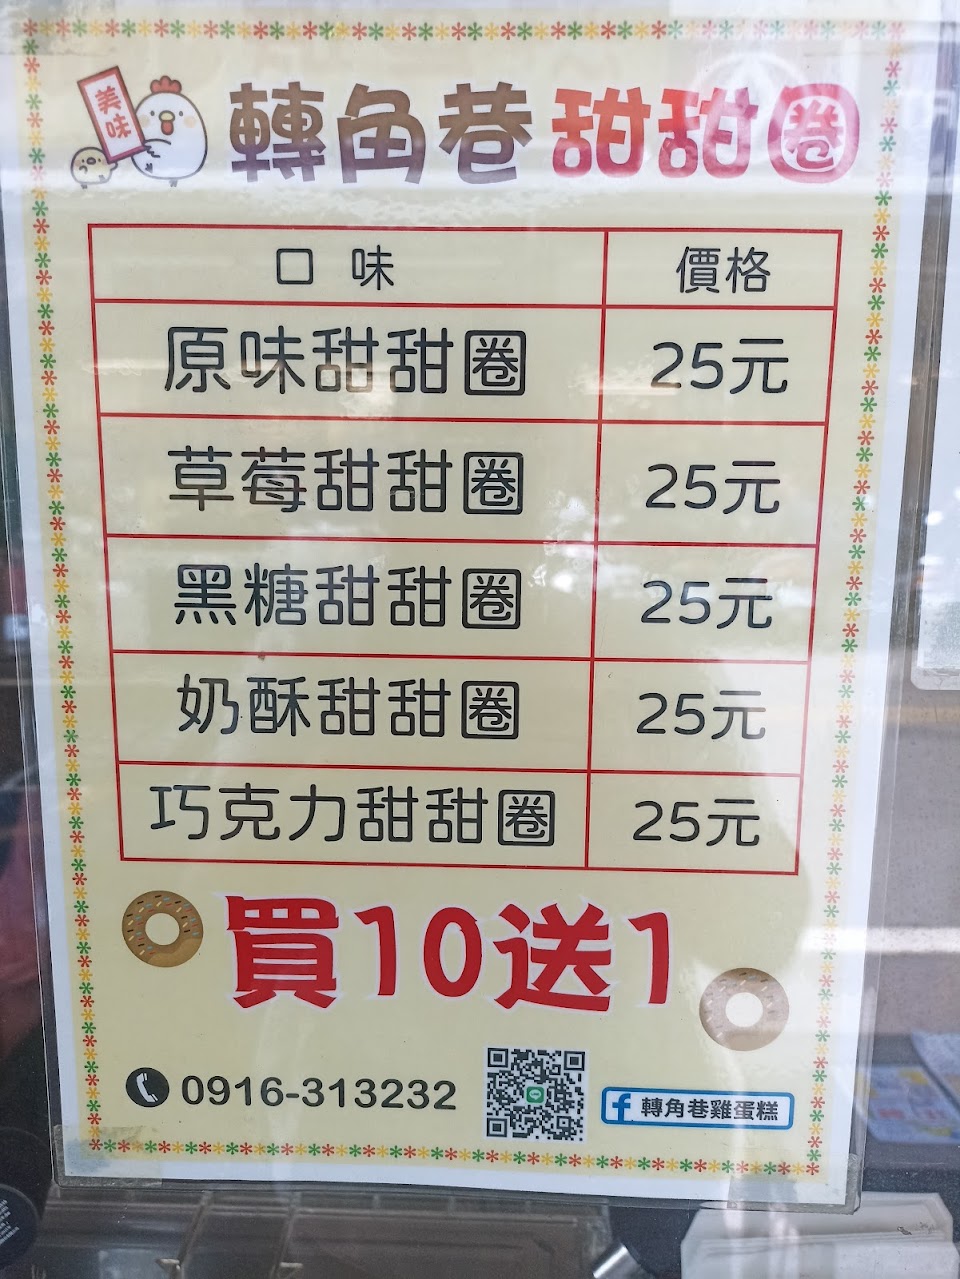 美味
轉角巷甜甜圈
口味 價格
原味甜甜圈 25元
草莓甜甜圈 25元
黑糖甜甜圈 25元
奶酥甜甜圈 25元
巧克力甜甜圈 25元
買10送1
0916-313232
轉角巷雞蛋糕